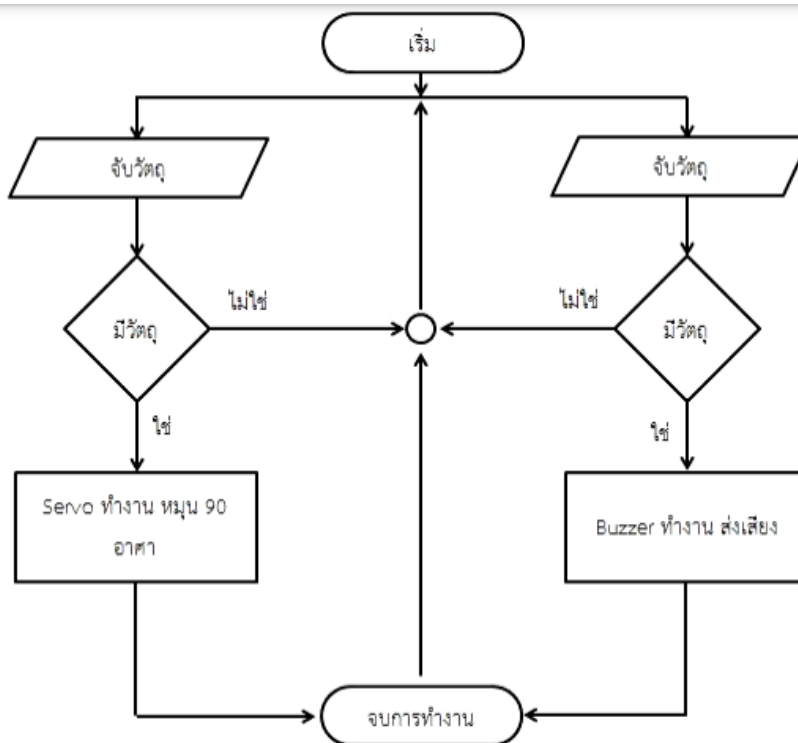 เริ่ม
จับวัตถุ
จับวัตถุ
มีวัตถุ
ไม่ใช่
ไม่ใช่
มีวัตถุ
ใช่
ใช่
Servo ทำงาน หมุน 90
อาศา
Buzzer ทำงาน ส่งเสียง
จบการทำงาน